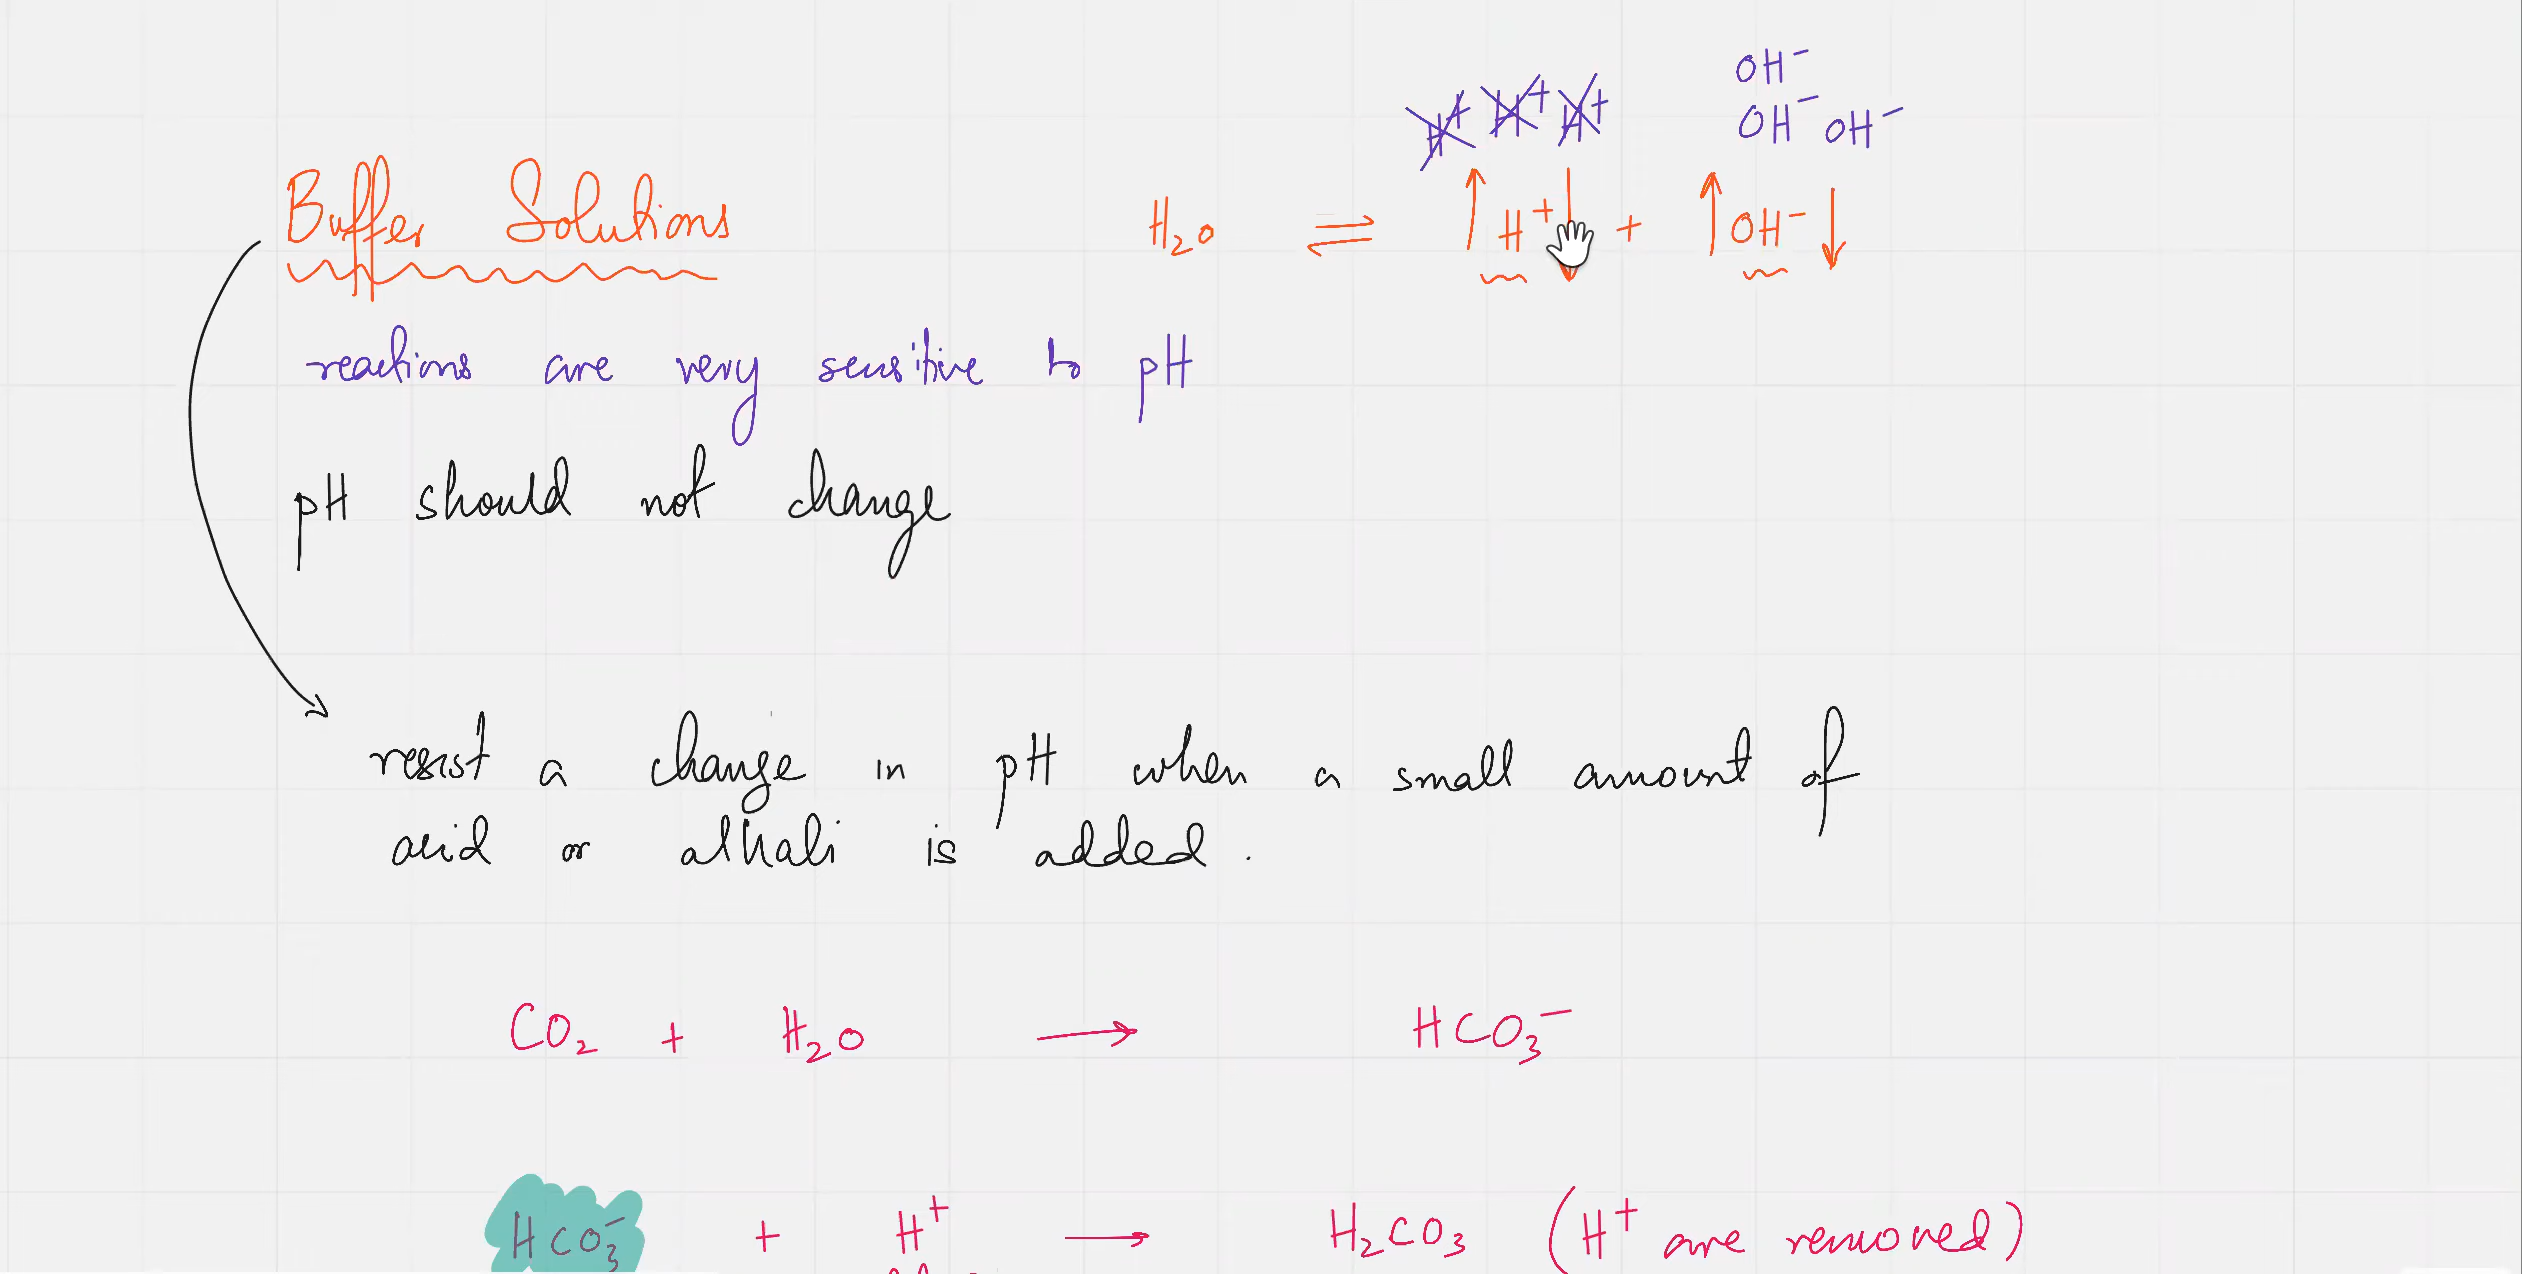 OH⁻
H⁺ H⁺ H⁺ OH⁻ OH⁻
Buffer Solutions
H₂O ⇌ ↑ H⁺ ↓ + ↑ OH⁻ ↓
reactions are very sensitive to pH
pH should not change
resist a change in pH when a small amount of
acid or alkali is added.
CO₂ + H₂O → HCO₃⁻
HCO₃⁻ + H⁺ → H₂CO₃ (H⁺ are removed)